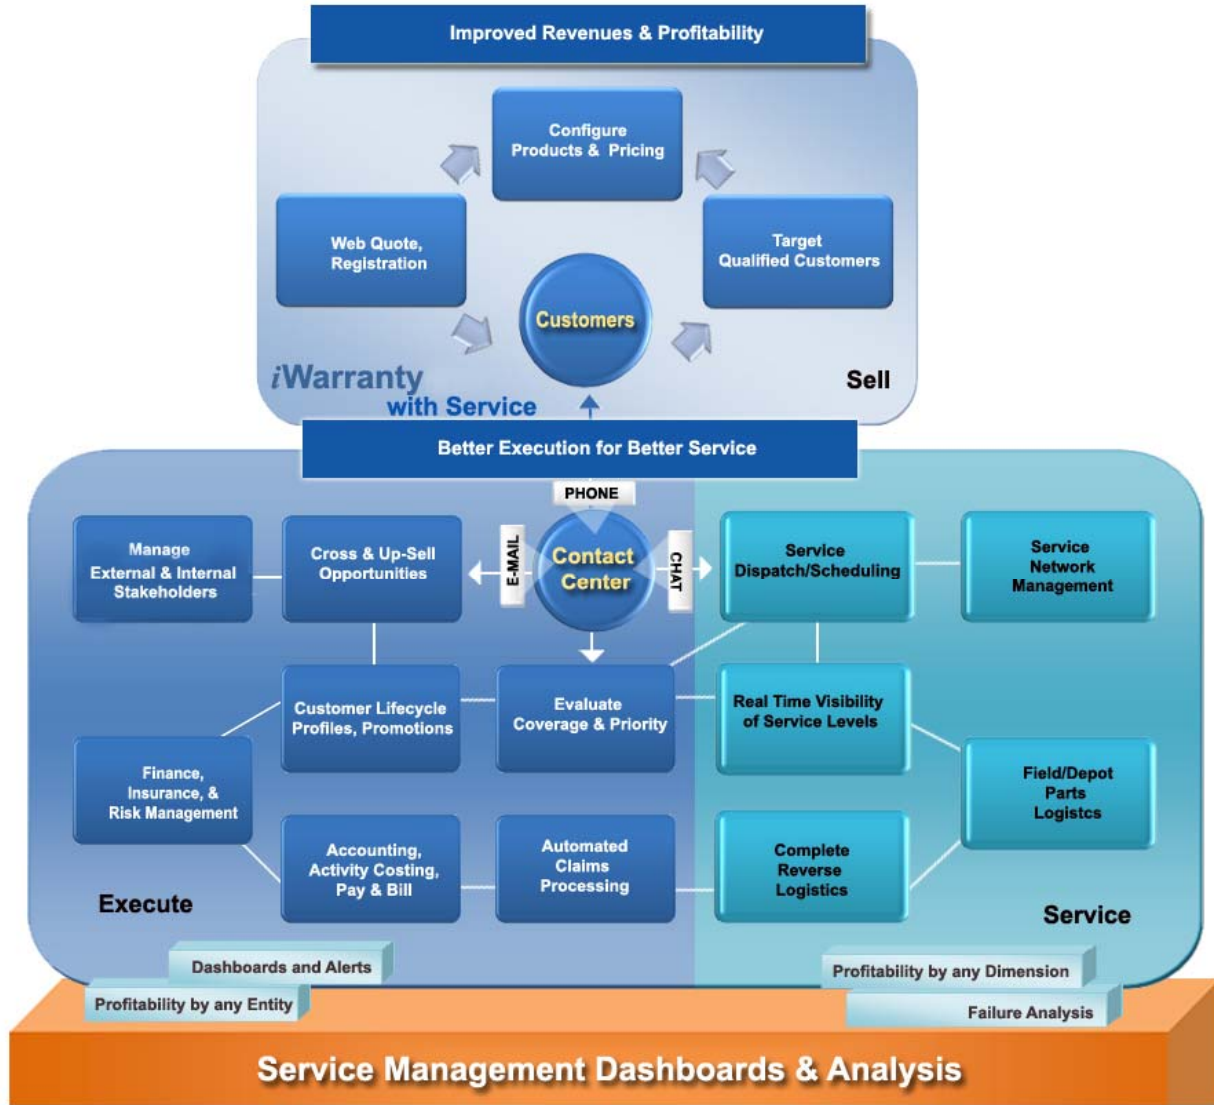 Improved Revenues & Profitability
Configure
Products & Pricing
Web Quote,
Registration
Target
Qualified Customers
Customers
iWarranty
with Service
Sell
Better Execution for Better Service
PHONE
E-MAIL
Contact
Center
CHAT
Manage
External & Internal
Stakeholders
Cross & Up-Sell
Opportunities
Service
Dispatch/Scheduling
Service
Network
Management
Customer Lifecycle
Profiles, Promotions
Evaluate
Coverage & Priority
Real Time Visibility
of Service Levels
Finance,
Insurance, &
Risk Management
Field/Depot
Parts
Logistcs
Accounting,
Activity Costing,
Pay & Bill
Automated
Claims
Processing
Complete
Reverse
Logistics
Execute
Service
Dashboards and Alerts
Profitability by any Entity
Profitability by any Dimension
Failure Analysis
Service Management Dashboards & Analysis